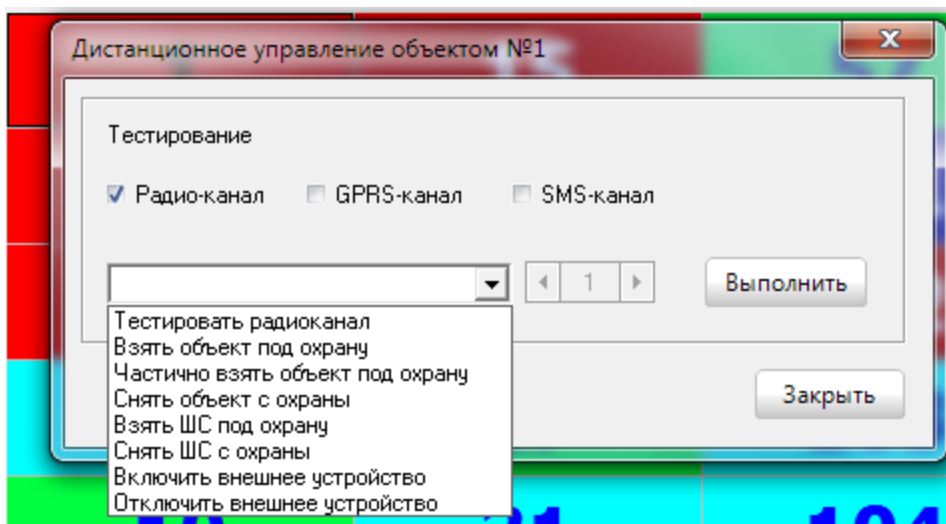 Дистанционное управление объектом №1
Тестирование
Радио-канал GPRS-канал SMS-канал
1 Выполнить
Тестировать радиоканал
Взять объект под охрану
Частично взять объект под охрану
Снять объект с охраны
Взять ШС под охрану
Снять ШС с охраны
Включить внешнее устройство
Отключить внешнее устройство
Закрыть